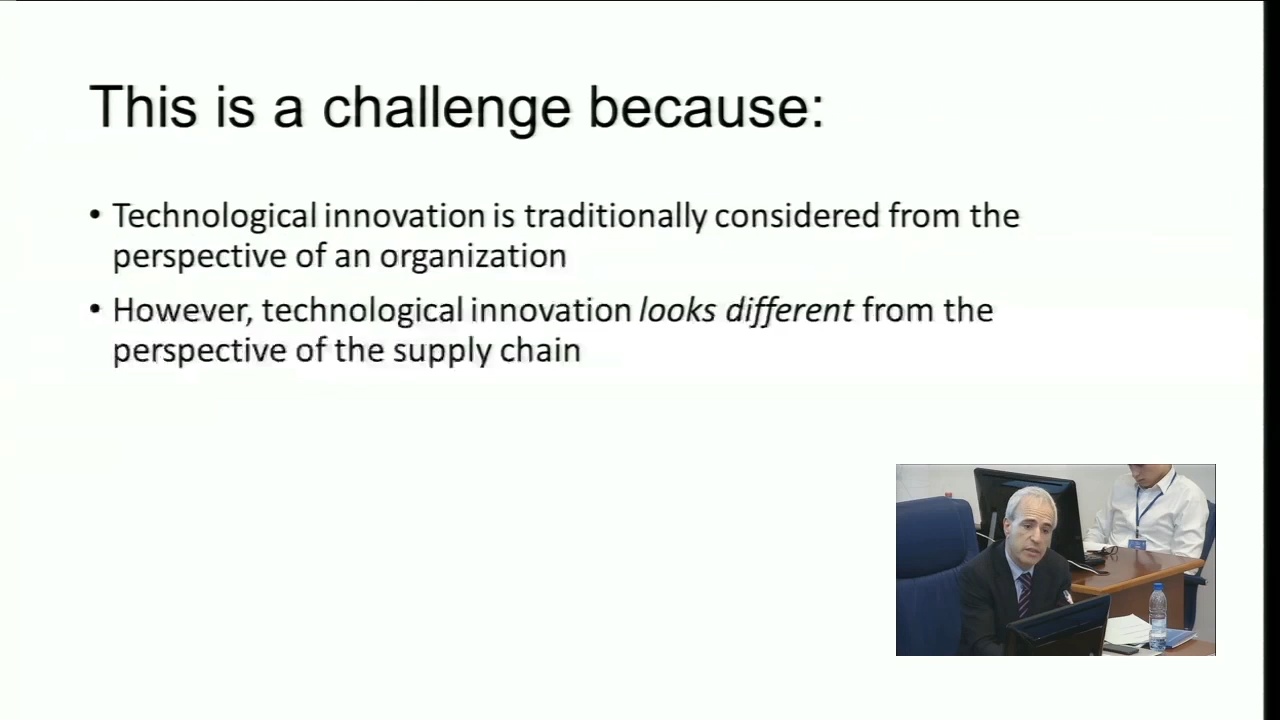 This is a challenge because:
• Technological innovation is traditionally considered from the
perspective of an organization
• However, technological innovation looks different from the
perspective of the supply chain